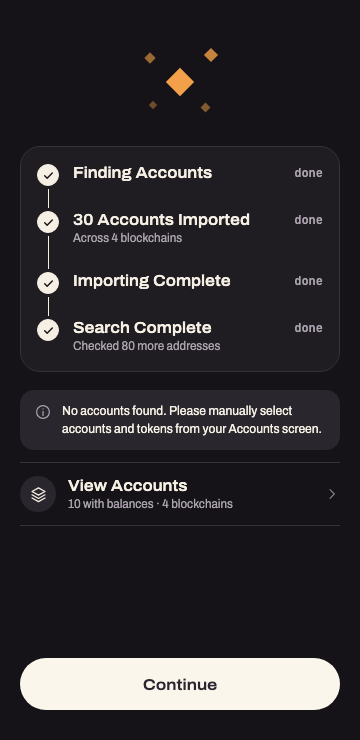 Finding Accounts
done
30 Accounts Imported
done
Across 4 blockchains
Importing Complete
done
Search Complete
done
Checked 80 more addresses
No accounts found. Please manually select
accounts and tokens from your Accounts screen.
View Accounts
10 with balances · 4 blockchains
Continue